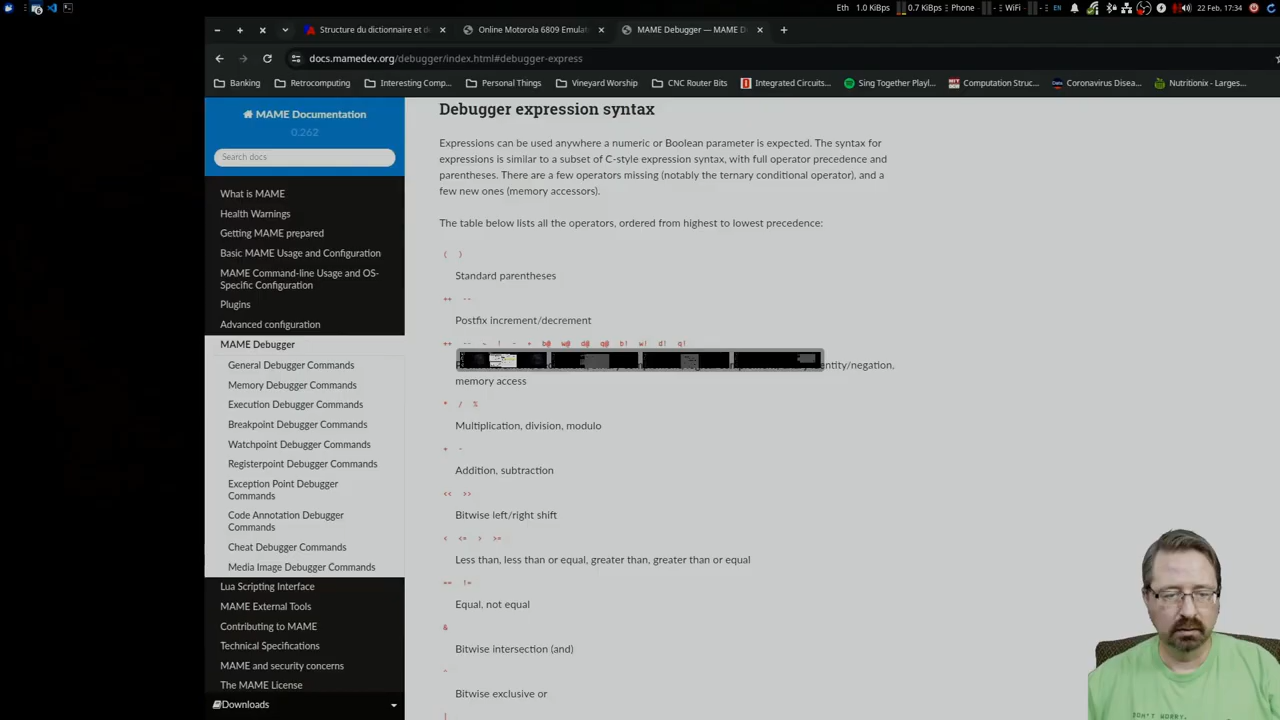 Eth 1.0 KiBps 0.7 KiBps Phone WiFi en 22 Feb, 17:34
Structure du dictionnaire et de
Online Motorola 6809 Emulat
MAME Debugger — MAME D
docs.mamedev.org/debugger/index.html#debugger-express
Banking Retrocomputing Interesting Comp... Personal Things Vineyard Worship CNC Router Bits Integrated Circuits... Sing Together Playl... Computation Struc... Coronavirus Disea... Nutritionix - Larges...
MAME Documentation
0.262
Search docs
What is MAME
Health Warnings
Getting MAME prepared
Basic MAME Usage and Configuration
MAME Command-line Usage and OS-
Specific Configuration
Plugins
Advanced configuration
MAME Debugger
General Debugger Commands
Memory Debugger Commands
Execution Debugger Commands
Breakpoint Debugger Commands
Watchpoint Debugger Commands
Registerpoint Debugger Commands
Exception Point Debugger
Commands
Code Annotation Debugger
Commands
Cheat Debugger Commands
Media Image Debugger Commands
Lua Scripting Interface
MAME External Tools
Contributing to MAME
Technical Specifications
MAME and security concerns
The MAME License
Downloads
Debugger expression syntax
Expressions can be used anywhere a numeric or Boolean parameter is expected. The syntax for
expressions is similar to a subset of C-style expression syntax, with full operator precedence and
parentheses. There are a few operators missing (notably the ternary conditional operator), and a
few new ones (memory accessors).
The table below lists all the operators, ordered from highest to lowest precedence:
( )
Standard parentheses
++ --
Postfix increment/decrement
++ -- ~ ! - + b@ w@ d@ q@ b! w! d! q!
entity/negation,
memory access
* / %
Multiplication, division, modulo
+ -
Addition, subtraction
<< >>
Bitwise left/right shift
< <= > >=
Less than, less than or equal, greater than, greater than or equal
== !=
Equal, not equal
&
Bitwise intersection (and)
^
Bitwise exclusive or
|
DON'T WORRY,